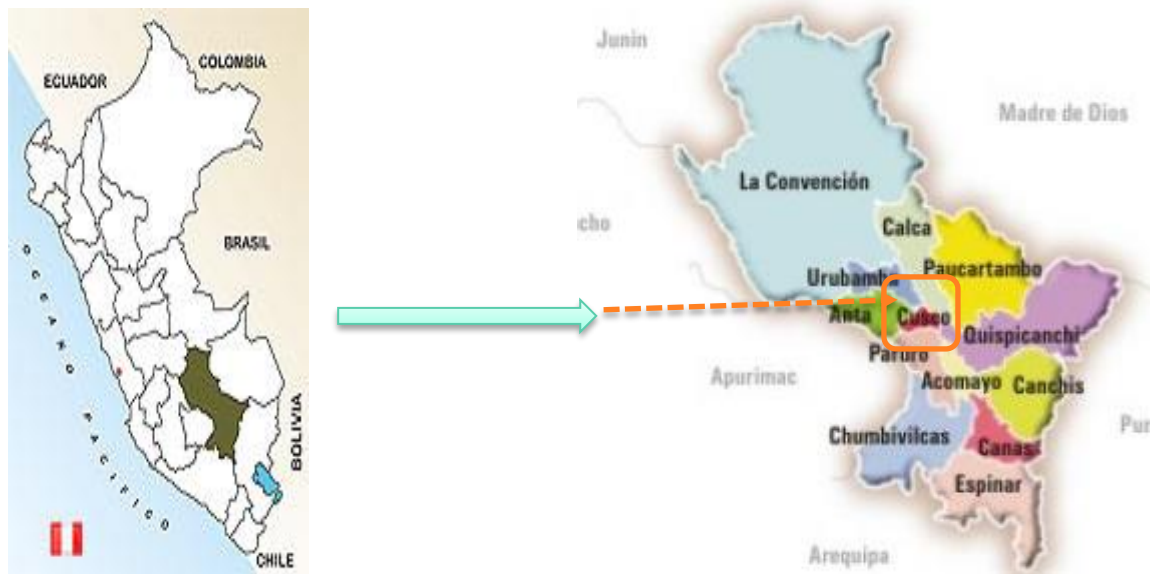 COLOMBIA
ECUADOR
BRASIL
OCEANO PACIFICO
BOLIVIA
CHILE
Junin
Madre de Dios
La Convención
cho
Calca
Urubamba
Paucartambo
Anta
Cusco
Quispicanchi
Paruro
Apurimac
Acomayo
Canchis
Pun
Chumbivilcas
Canas
Espinar
Arequipa